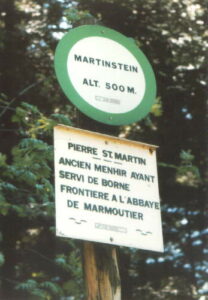 MARTINSTEIN
ALT. 500 M.
PIERRE ST. MARTIN
ANCIEN MENHIR AYANT
SERVI DE BORNE
FRONTIERE A L'ABBAYE
DE MARMOUTIER